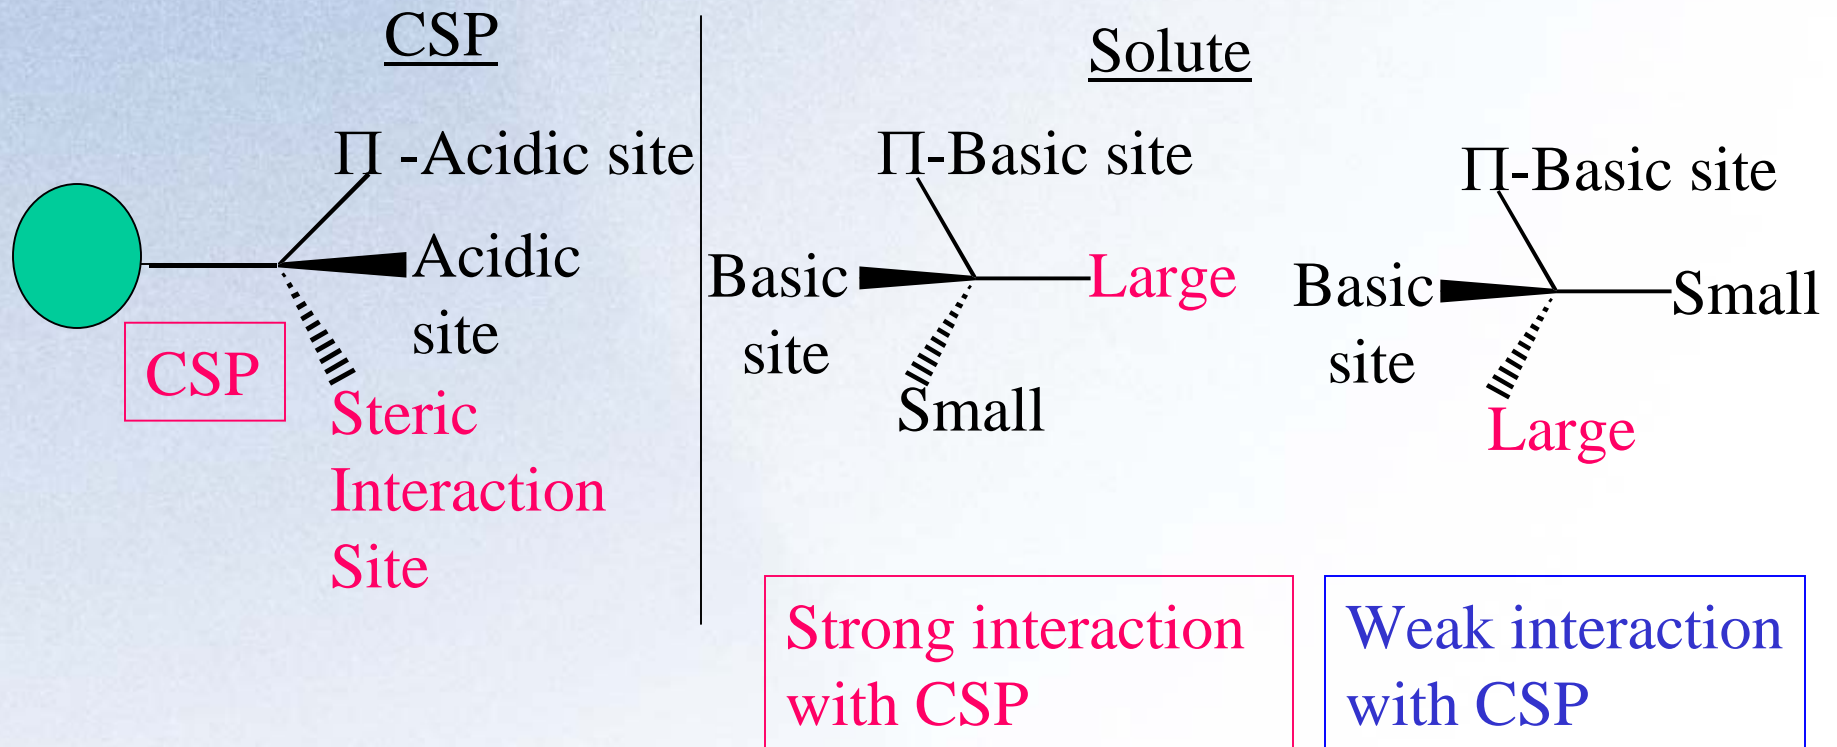 CSP
Π -Acidic site
Acidic
site
CSP
Steric
Interaction
Site
Solute
Π-Basic site
Basic
site
Large
Small
Π-Basic site
Basic
site
Small
Large
Strong interaction
with CSP
Weak interaction
with CSP